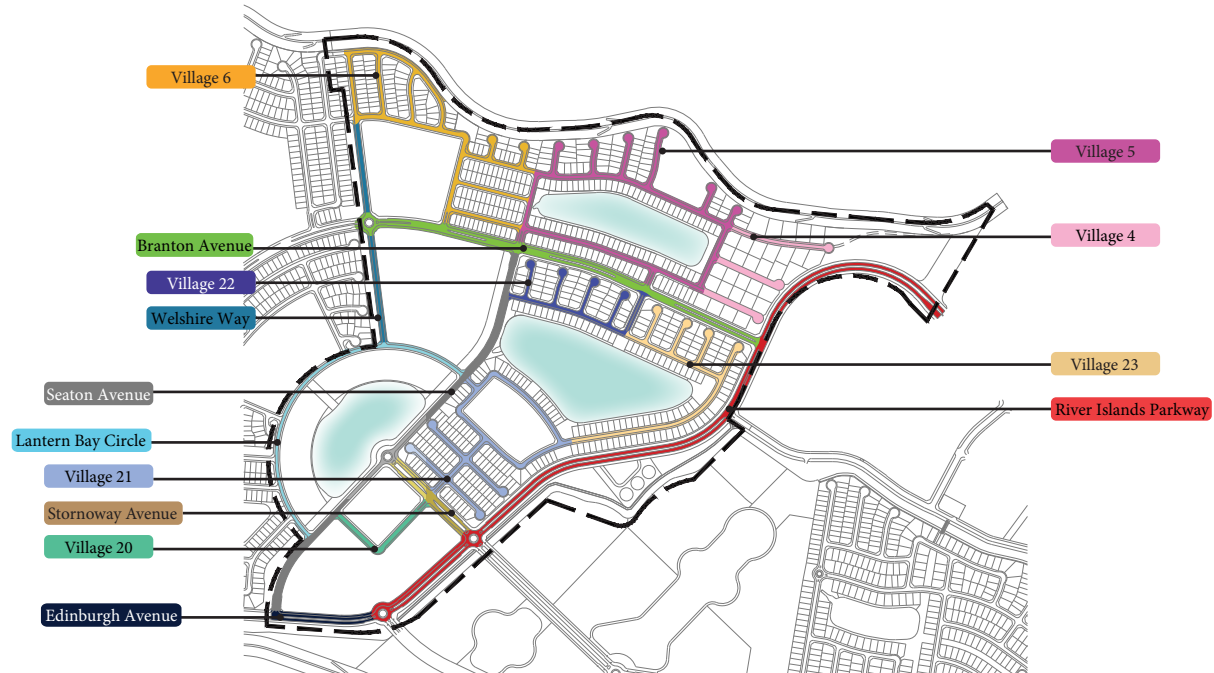 Village 6
Village 5
Village 4
Branton Avenue
Village 22
Welshire Way
Village 23
Seaton Avenue
River Islands Parkway
Lantern Bay Circle
Village 21
Stornoway Avenue
Village 20
Edinburgh Avenue